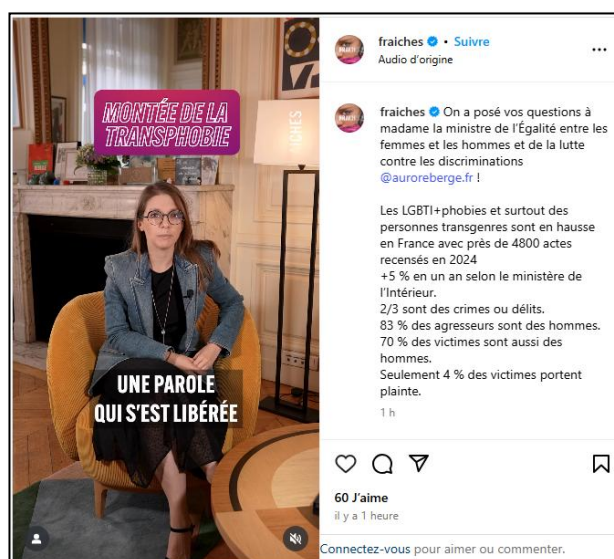 MONTÉE DE LA
TRANSPHOBIE
UNE PAROLE
QUI S'EST LIBÉRÉE
fraiches • Suivre
Audio d'origine
fraiches On a posé vos questions à
madame la ministre de l'Égalité entre les
femmes et les hommes et de la lutte
contre les discriminations
@auroreberge.fr !
Les LGBTI+phobies et surtout des
personnes transgenres sont en hausse
en France avec près de 4800 actes
recensés en 2024
+5 % en un an selon le ministère de
l'Intérieur.
2/3 sont des crimes ou délits.
83 % des agresseurs sont des hommes.
70 % des victimes sont aussi des
hommes.
Seulement 4 % des victimes portent
plainte.
1 h
60 J'aime
il y a 1 heure
Connectez-vous pour aimer ou commenter.